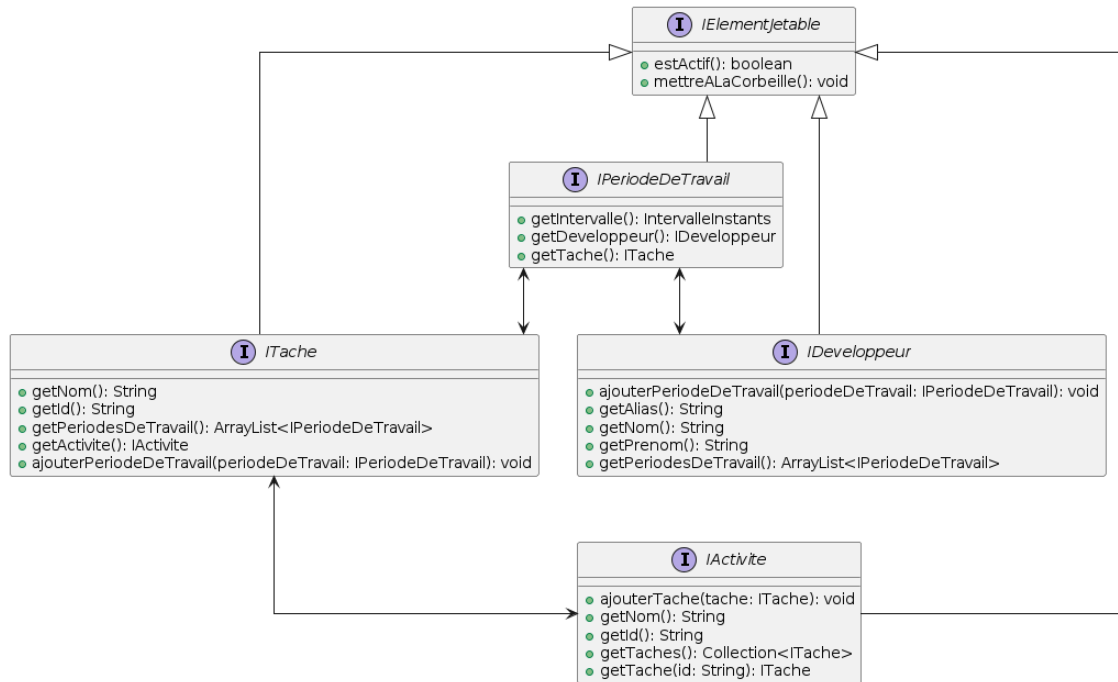 I IElementJetable
estActif(): boolean
mettreALaCorbeille(): void
I IPeriodeDeTravail
getIntervalle(): IntervalleInstants
getDeveloppeur(): IDeveloppeur
getTache(): ITache
I ITache
getNom(): String
getId(): String
getPeriodesDeTravail(): ArrayList<IPeriodeDeTravail>
getActivite(): IActivite
ajouterPeriodeDeTravail(periodeDeTravail: IPeriodeDeTravail): void
I IDeveloppeur
ajouterPeriodeDeTravail(periodeDeTravail: IPeriodeDeTravail): void
getAlias(): String
getNom(): String
getPrenom(): String
getPeriodesDeTravail(): ArrayList<IPeriodeDeTravail>
I IActivite
ajouterTache(tache: ITache): void
getNom(): String
getId(): String
getTaches(): Collection<ITache>
getTache(id: String): ITache